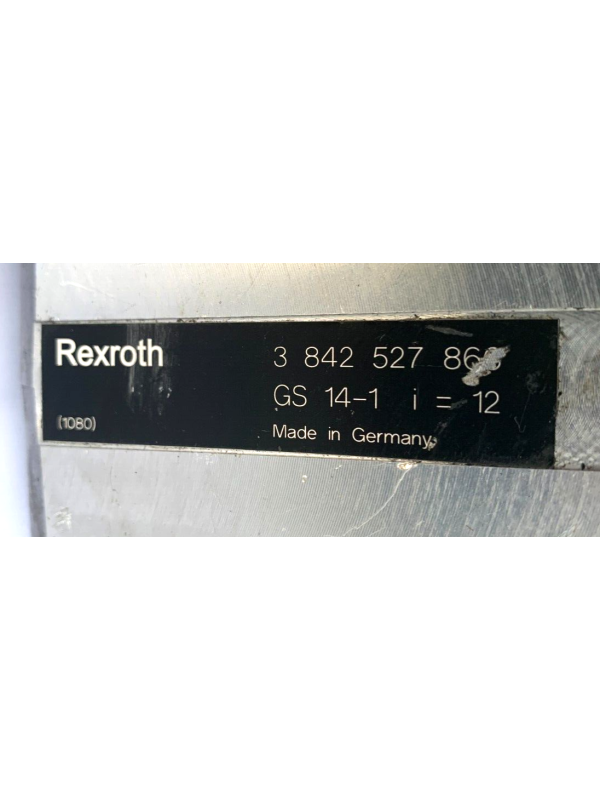 Rexroth
3 842 527
GS 14-1 i = 12
(1080)
Made in Germany